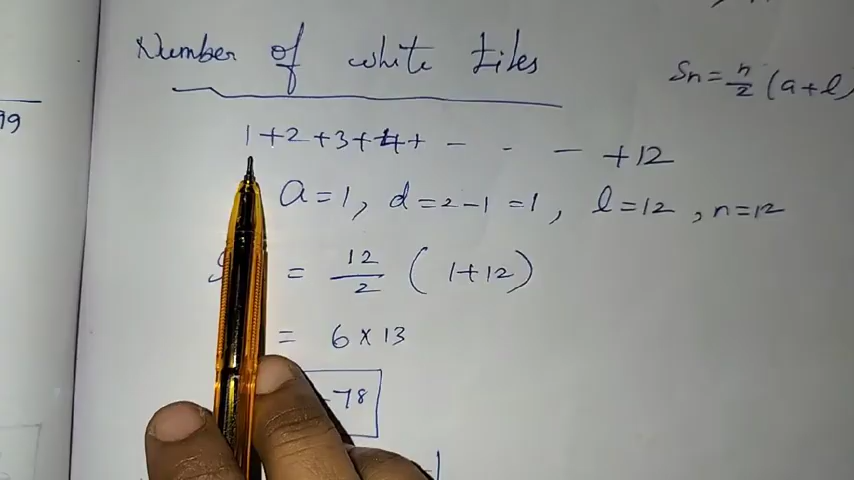 Number of white tiles
Sn = n/2 (a+l)
99
1 + 2 + 3 + 4 + - - - + 12
a = 1, d = 2 - 1 = 1, l = 12, n = 12
S = 12/2 (1+12)
= 6 x 13
78